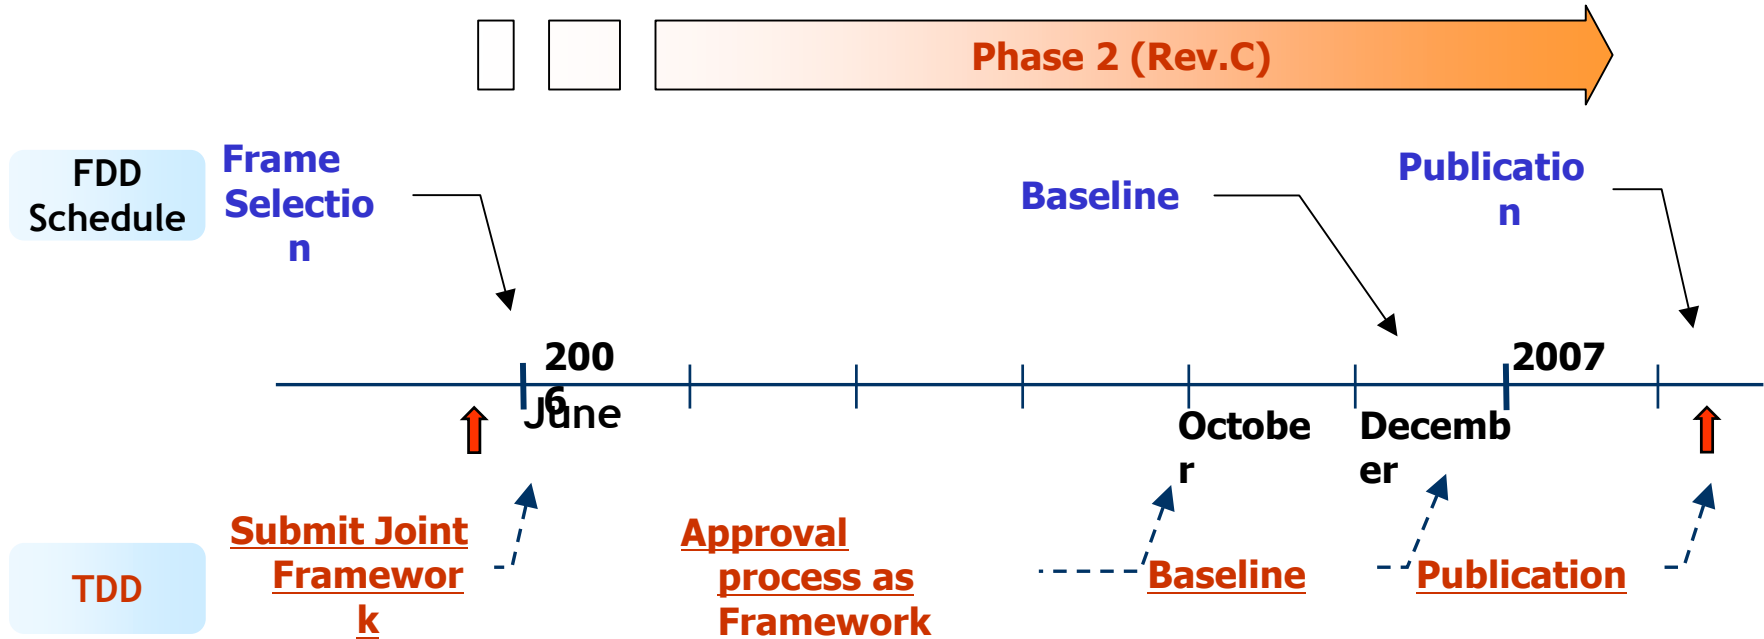 Phase 2 (Rev.C)
FDD
Schedule
Frame
Selectio
n
Baseline
Publicatio
n
200
6
2007
June
Octobe
r
Decemb
er
TDD
Submit Joint
Framewor
k
Approval
process as
Framework
Baseline
Publication